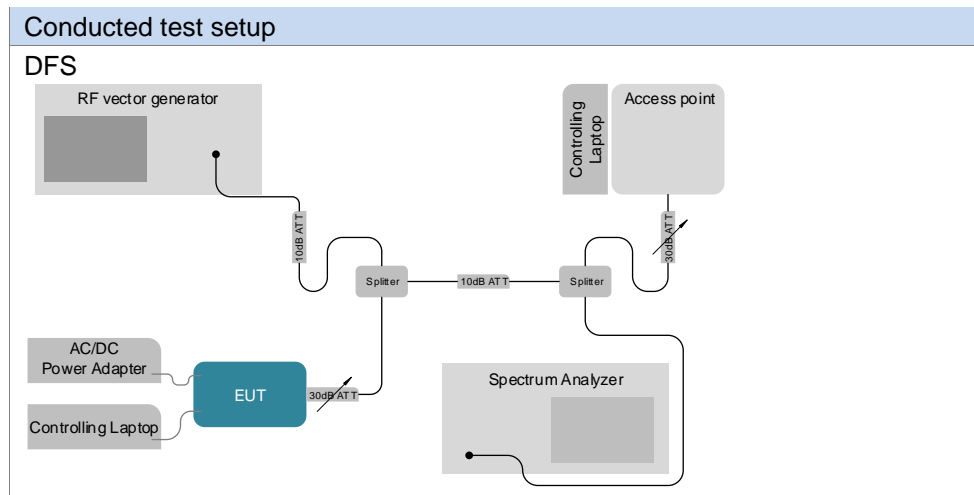 Conducted test setup
DFS
RF vector generator
Controlling
Laptop
Access point
10dB ATT
30dB ATT
Splitter
10dB ATT
Splitter
AC/DC
Power Adapter
EUT
30dB ATT
Spectrum Analyzer
Controlling Laptop